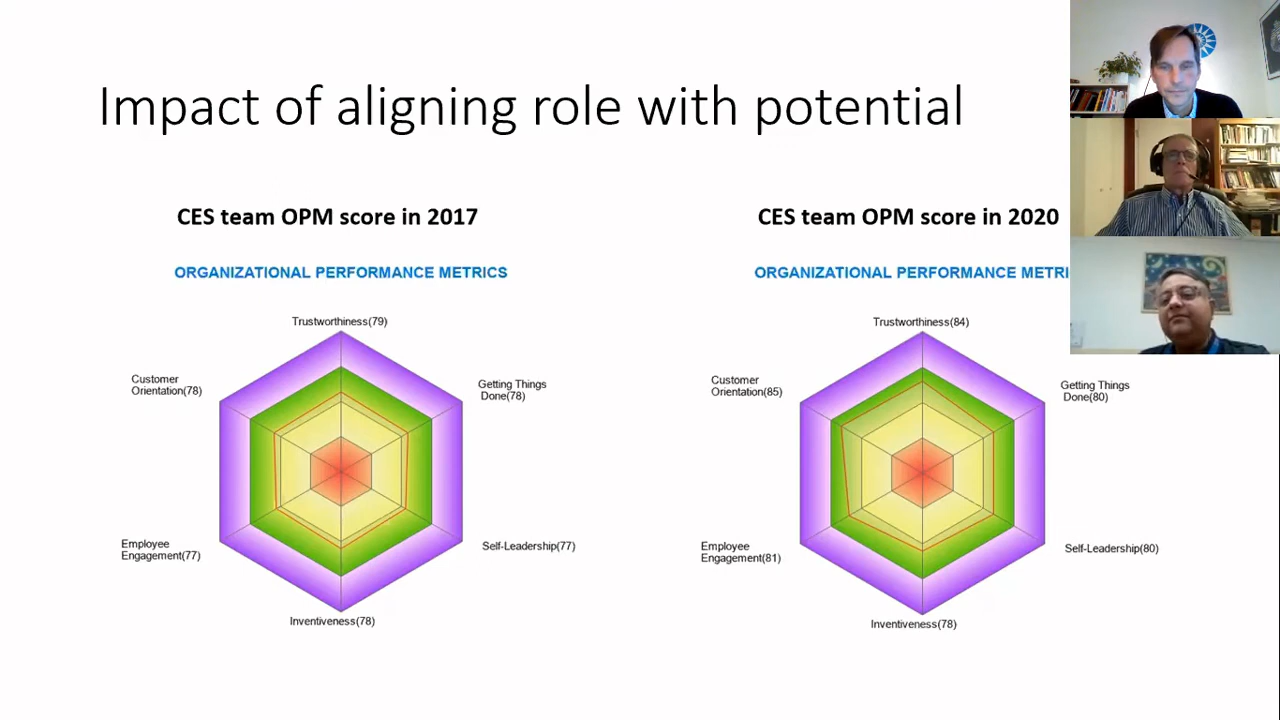 Impact of aligning role with potential
CES team OPM score in 2017
ORGANIZATIONAL PERFORMANCE METRICS
Trustworthiness(79)
Customer
Orientation(78)
Getting Things
Done(78)
Employee
Engagement(77)
Self-Leadership(77)
Inventiveness(78)
CES team OPM score in 2020
ORGANIZATIONAL PERFORMANCE METRI
Trustworthiness(84)
Customer
Orientation(85)
Getting Things
Done(80)
Employee
Engagement(81)
Self-Leadership(80)
Inventiveness(78)